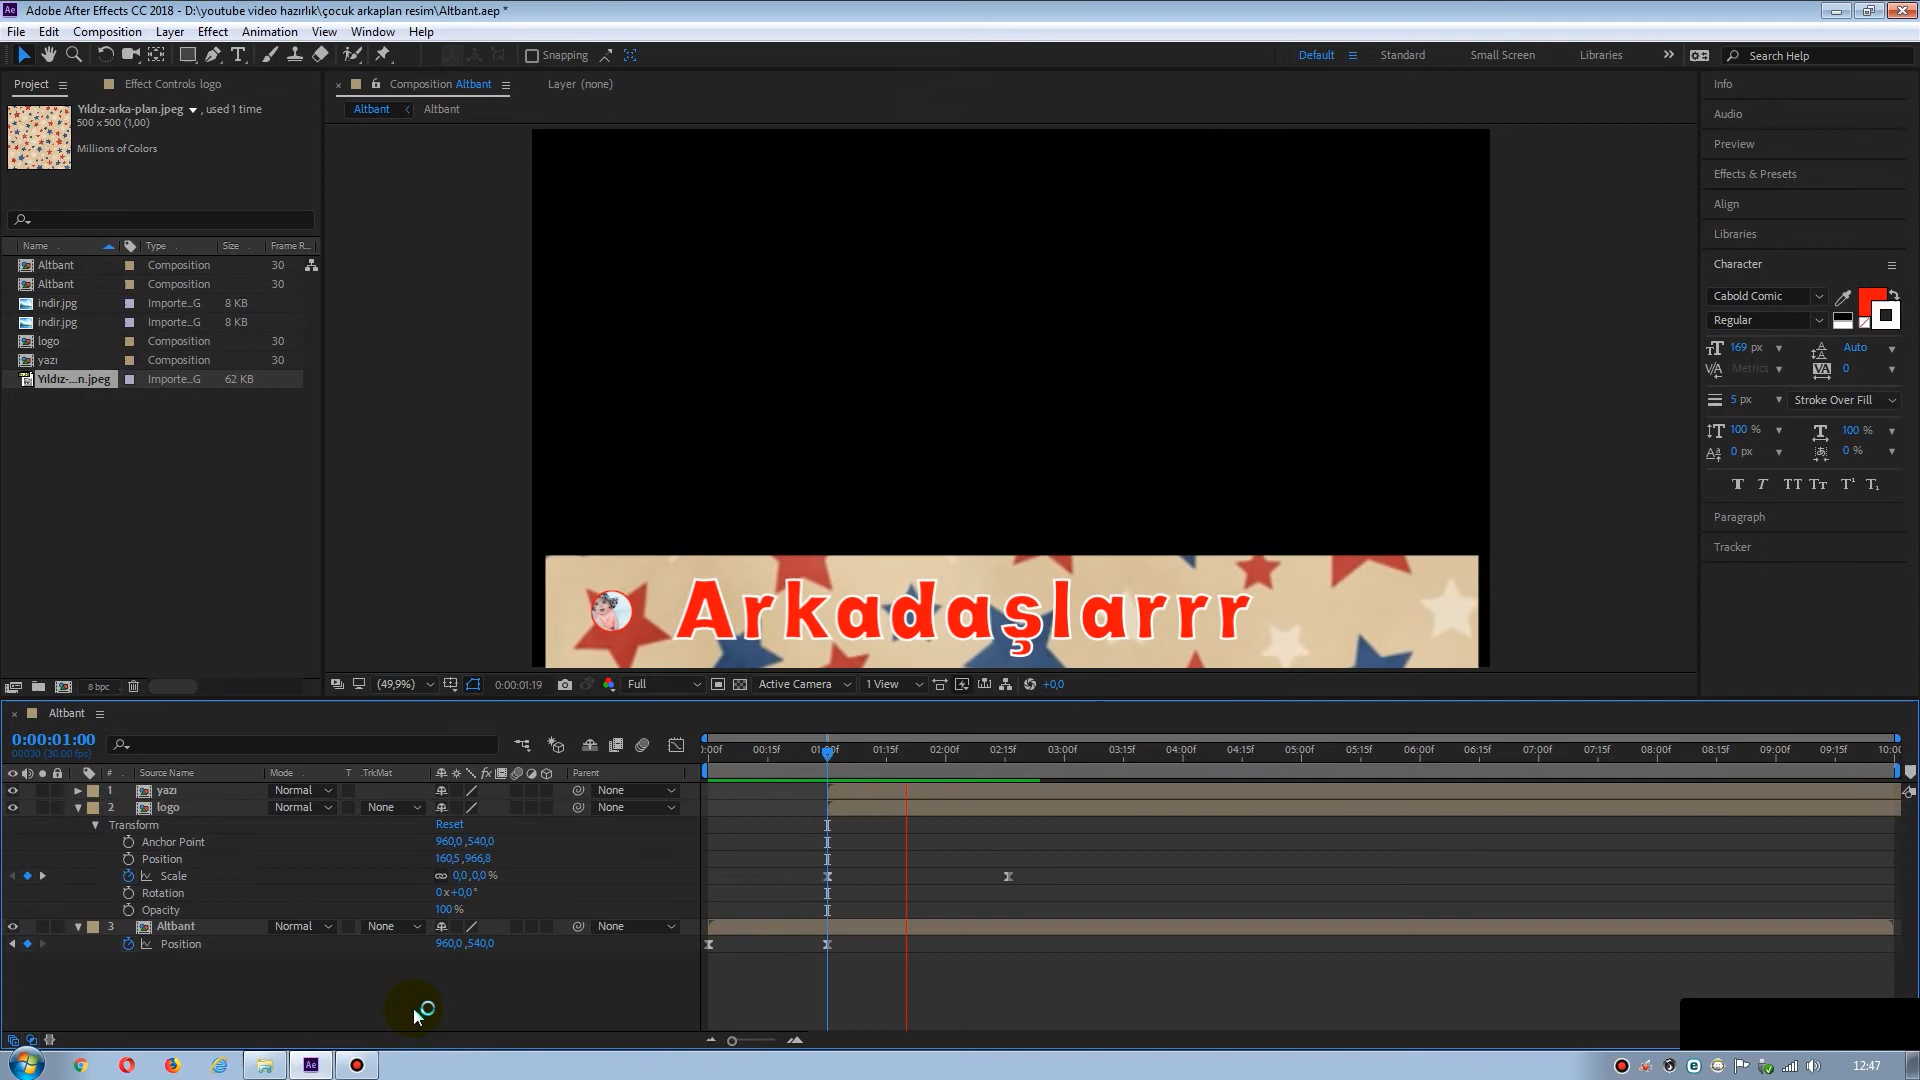 Adobe After Effects CC 2018 - D:\youtube video hazırlık\çocuk arkaplan resim\Altbant.aep *
File Edit Composition Layer Effect Animation View Window Help
Snapping Default Standard Small Screen Libraries Search Help
Project Effect Controls logo Composition Altbant Layer (none) Info
Yıldız-arka-plan.jpeg , used 1 time
500 x 500 (1,00)
Altbant Altbant
Audio
Millions of Colors
Preview
Effects & Presets
Align
Libraries
Name Type Size Frame R...
Altbant Composition 30
Altbant Composition 30
indir.jpg Importe...G 8 KB
indir.jpg Importe...G 8 KB
logo Composition 30
yazı Composition 30
Yıldız-...n.jpeg Importe...G 62 KB
Character
Cabold Comic
Regular
169 px Auto
Metrics 0
5 px Stroke Over Fill
100 % 100 %
0 px 0 %
Paragraph
Tracker
Arkadaşlarrr
8 bpc (49,9%) 0:00:01:19 Full Active Camera 1 View +0,0
Altbant
0:00:01:00
00030 (30.00 fps)
:00f 00:15f 01:00f 01:15f 02:00f 02:15f 03:00f 03:15f 04:00f 04:15f 05:00f 05:15f 06:00f 06:15f 07:00f 07:15f 08:00f 08:15f 09:00f 09:15f 10:00
# Source Name Mode T .TrkMat Parent
1 yazı Normal None
2 logo Normal None None
Transform Reset
Anchor Point 960,0 ,540,0
Position 160,5 ,966,8
Scale 0,0 ,0,0 %
Rotation 0 x +0,0 °
Opacity 100 %
3 Altbant Normal None None
Position 960,0 ,540,0
12:47